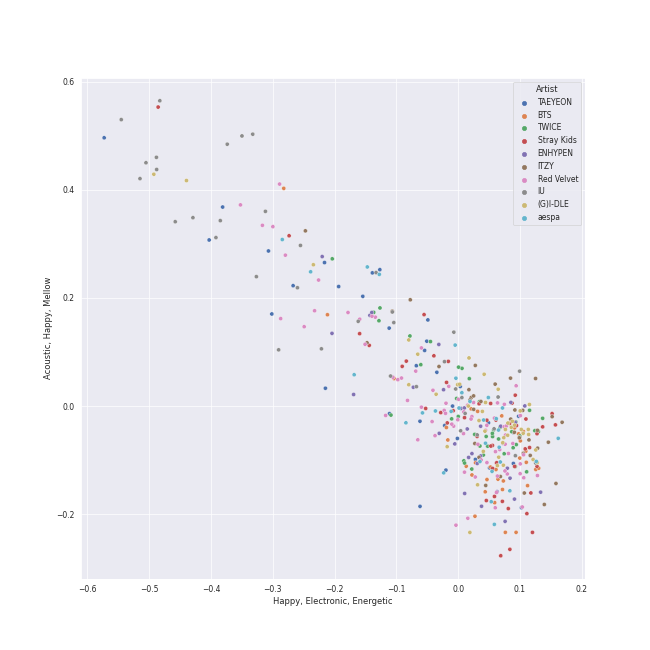 Artist
TAEYEON
BTS
TWICE
Stray Kids
ENHYPEN
ITZY
Red Velvet
IU
(G)I-DLE
aespa
0.6
0.4
0.2
0.0
−0.2
Acoustic, Happy, Mellow
−0.6 −0.5 −0.4 −0.3 −0.2 −0.1 0.0 0.1 0.2
Happy, Electronic, Energetic